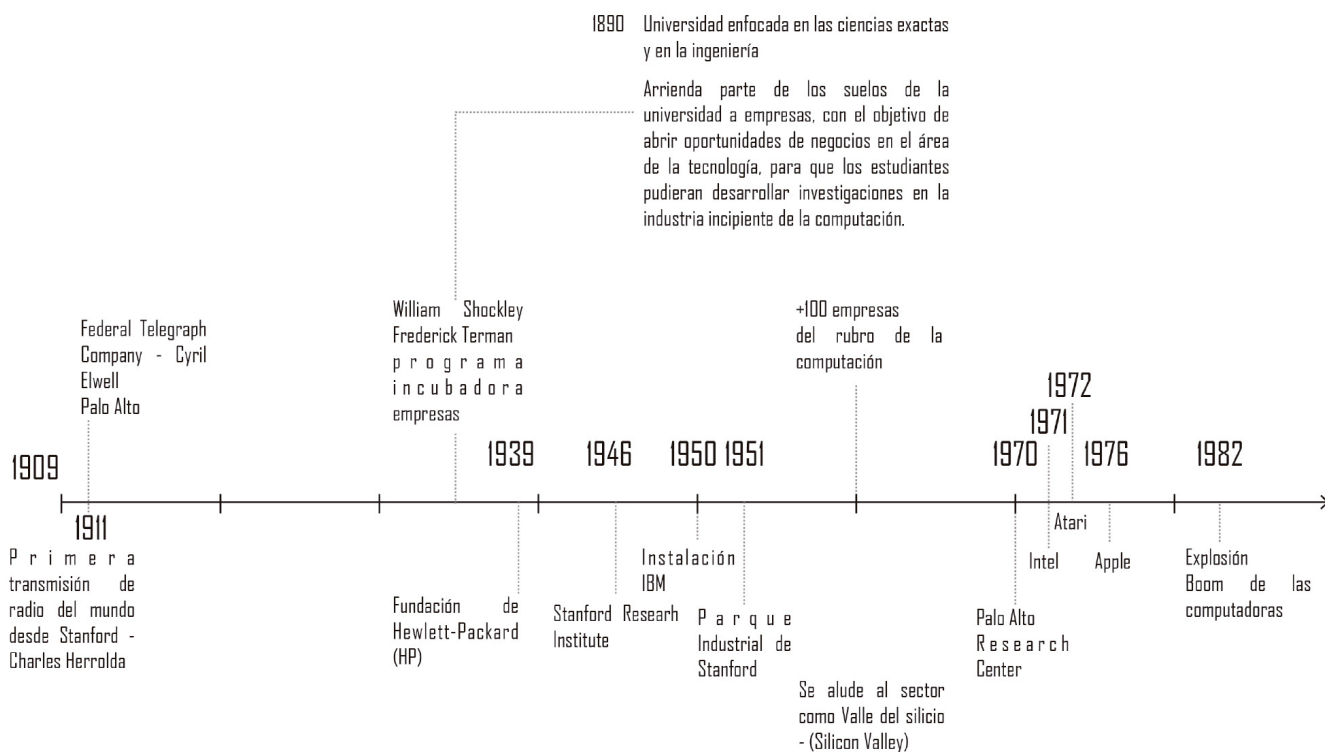 1890 Universidad enfocada en las ciencias exactas
y en la ingeniería
Arrienda parte de los suelos de la
universidad a empresas, con el objetivo de
abrir oportunidades de negocios en el área
de la tecnología, para que los estudiantes
pudieran desarrollar investigaciones en la
industria incipiente de la computación.
Federal Telegraph
Company - Cyril
Elwell
Palo Alto
William Shockley
Frederick Terman
programa
incubadora
empresas
+100 empresas
del rubro de la
computación
1909
1911
1939
1946
1950
1951
1970
1971
1972
1976
1982
Primera
transmisión de
radio del mundo
desde Stanford -
Charles Herrolda
Fundación de
Hewlett-Packard
(HP)
Stanford Researh
Institute
Instalación
IBM
Parque
Industrial de
Stanford
Se alude al sector
como Valle del silicio
- (Silicon Valley)
Palo Alto
Research
Center
Intel
Atari
Apple
Explosión
Boom de las
computadoras